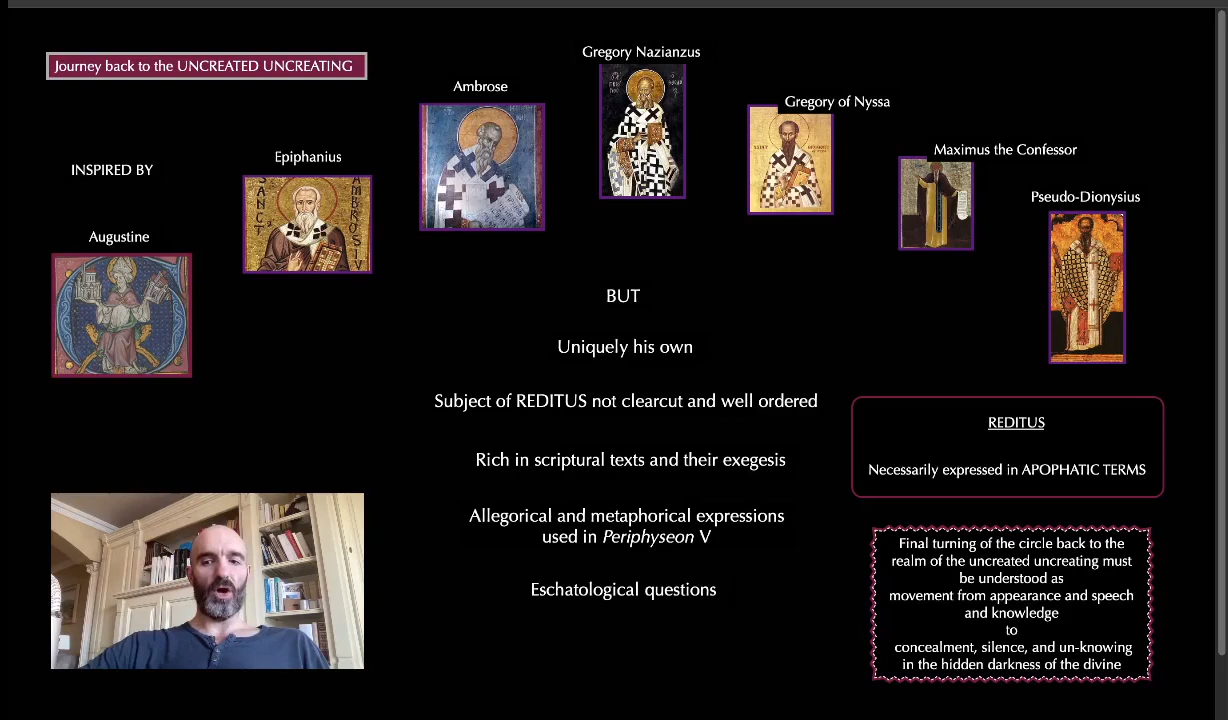 Journey back to the UNCREATED UNCREATING
Gregory Nazianzus
Ambrose
Gregory of Nyssa
Maximus the Confessor
Epiphanius
INSPIRED BY
Pseudo-Dionysius
Augustine
SANCT
AMBROSIV
BUT
Uniquely his own
Subject of REDITUS not clearcut and well ordered
REDITUS
Rich in scriptural texts and their exegesis
Necessarily expressed in APOPHATIC TERMS
Allegorical and metaphorical expressions
used in Periphyseon V
Eschatological questions
Final turning of the circle back to the
realm of the uncreated uncreating must
be understood as
movement from appearance and speech
and knowledge
to
concealment, silence, and un-knowing
in the hidden darkness of the divine